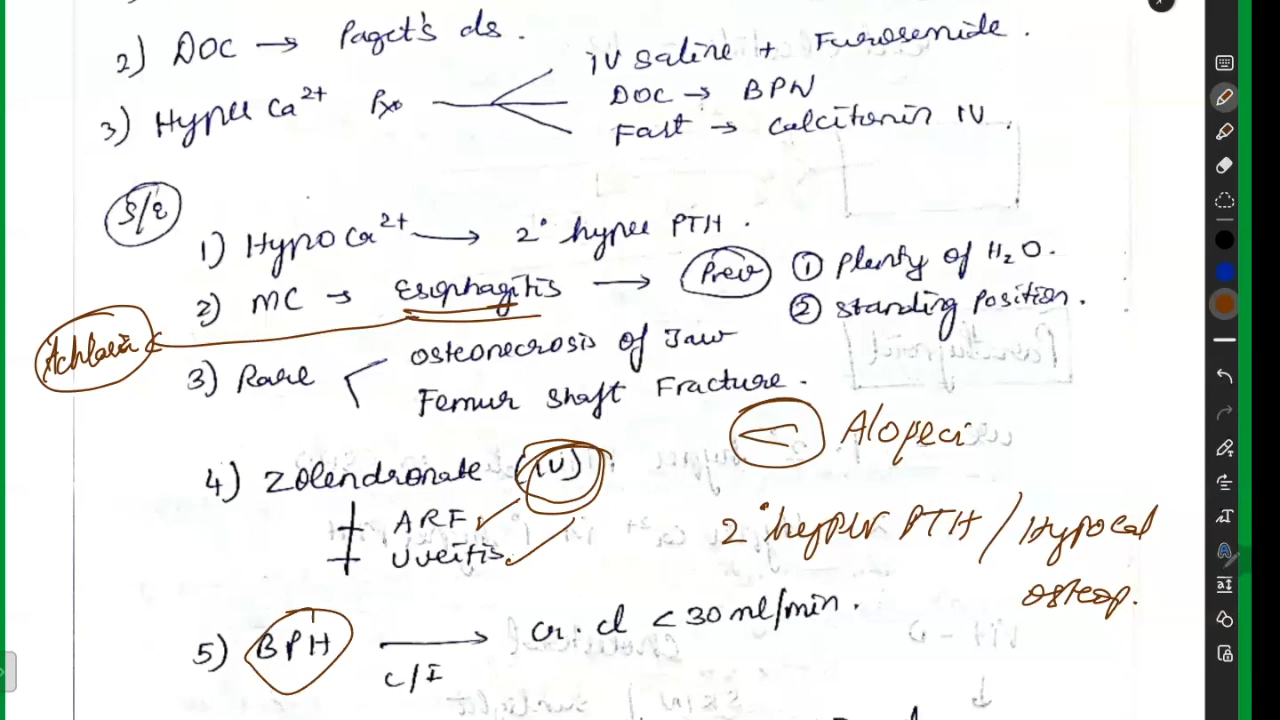 2) DOC → Paget's ds.
3) Hyper Ca²⁺ Rx
IV saline + Furosemide.
DOC → BPN
Fast → Calcitonin IV.
S/E
1) Hypo Ca²⁺ → 2° hyper PTH.
2) MC → Esophagitis → Prev ① plenty of H₂O.
② standing position.
Achlasia
3) Rare
Osteonecrosis of Jaw
Femur shaft Fracture.
Alopeci
4) Zolendronate (IV)
ARF
Uveitis
2° hyper PTH / Hypocal
osteop.
5) BPH → C/I Cr. cl < 30 ml/min.